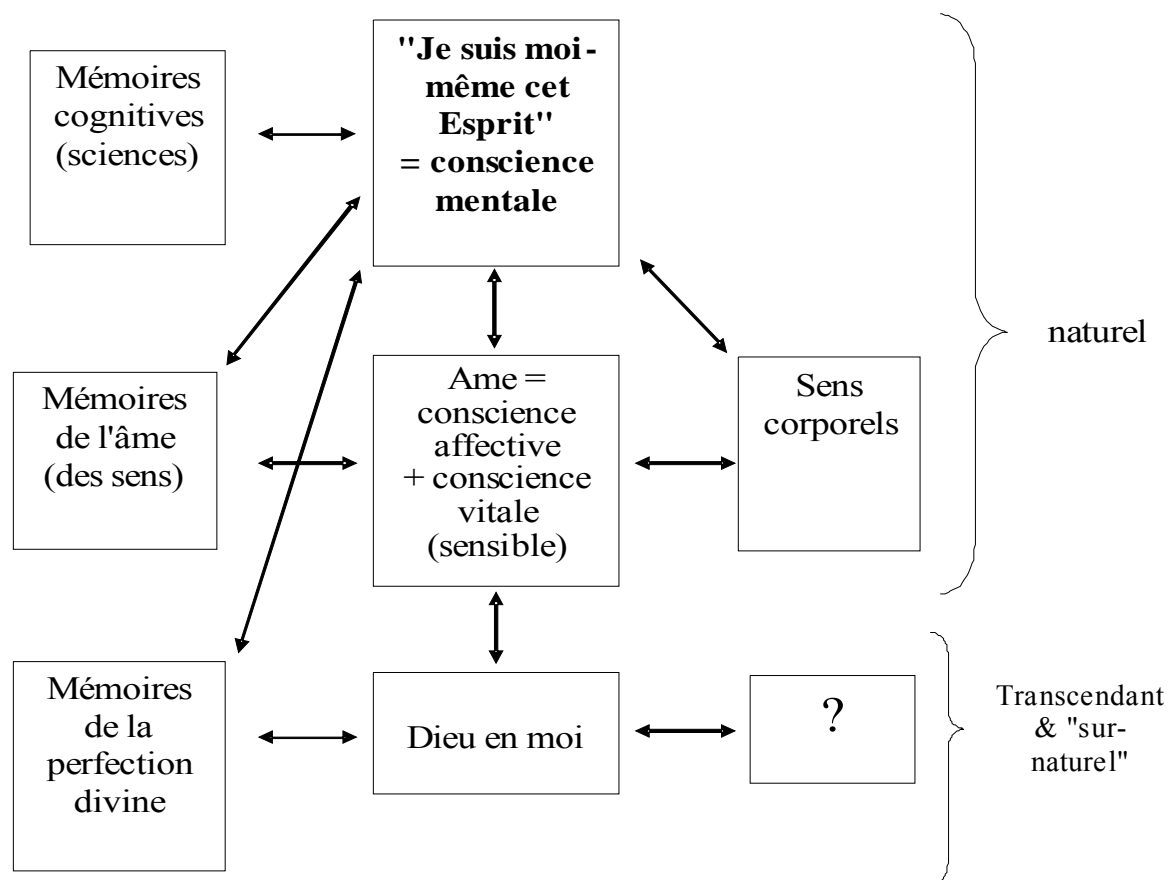 Mémoires
cognitives
(sciences)
"Je suis moi-
même cet
Esprit"
= conscience
mentale
naturel
Mémoires
de l'âme
(des sens)
Ame =
conscience
affective
+ conscience
vitale
(sensible)
Sens
corporels
Mémoires
de la
perfection
divine
Dieu en moi
?
Transcendant
& "sur-
naturel"